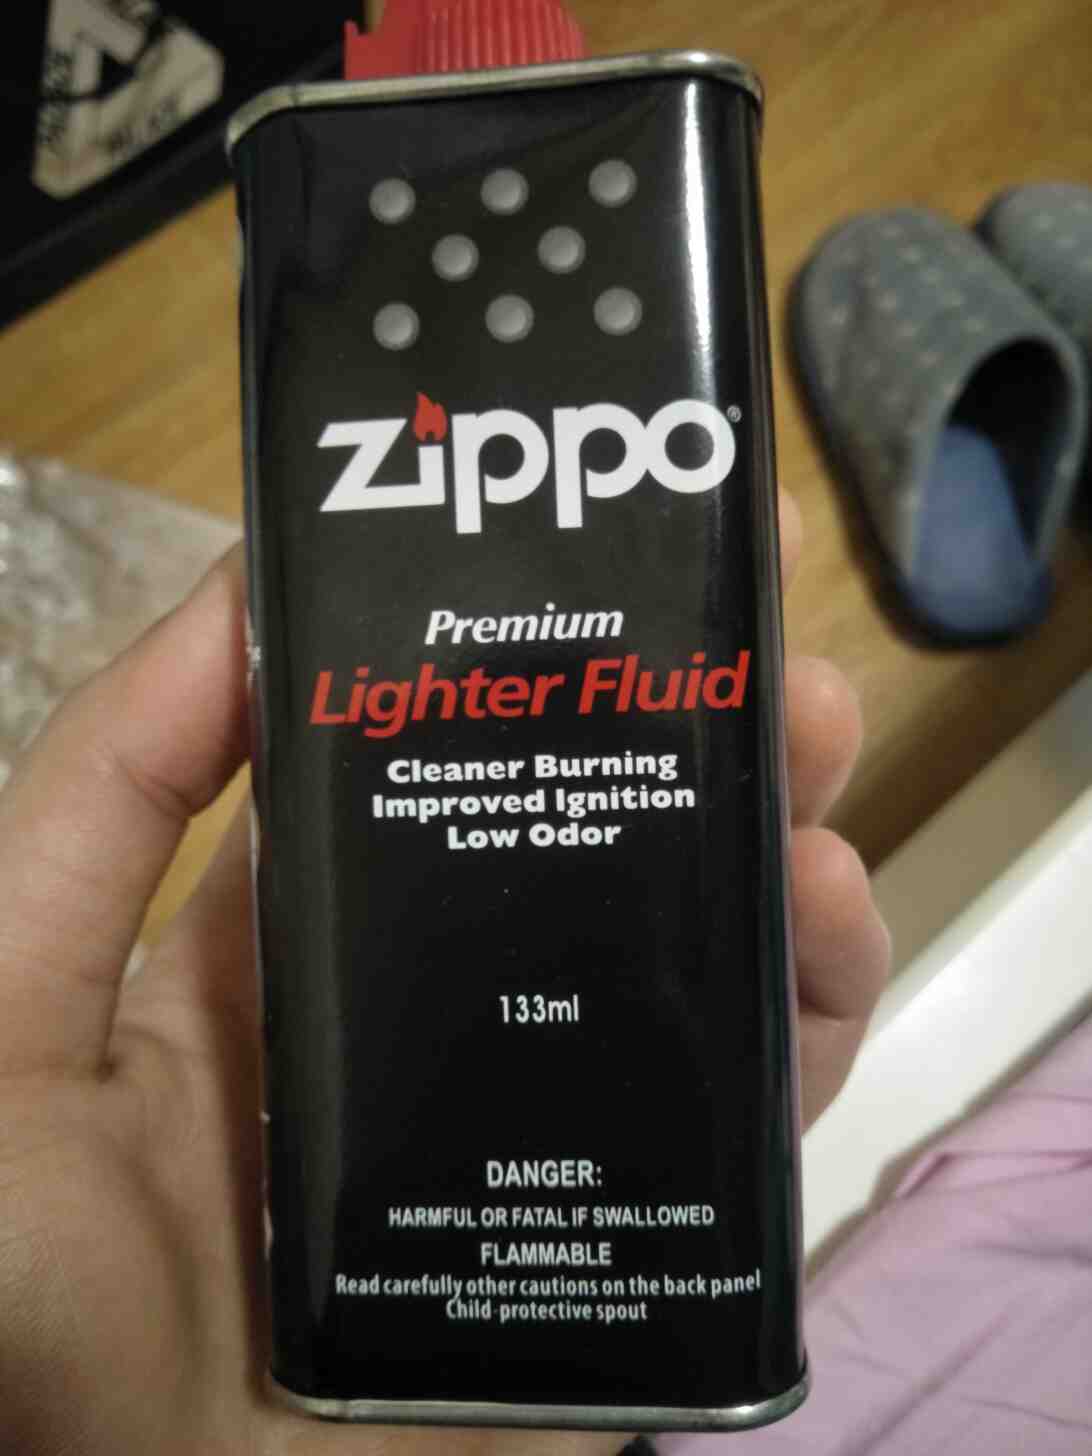 zippo®
Premium
Lighter Fluid
Cleaner Burning
Improved Ignition
Low Odor
133ml
DANGER:
HARMFUL OR FATAL IF SWALLOWED
FLAMMABLE
Read carefully other cautions on the back panel
Child-protective spout